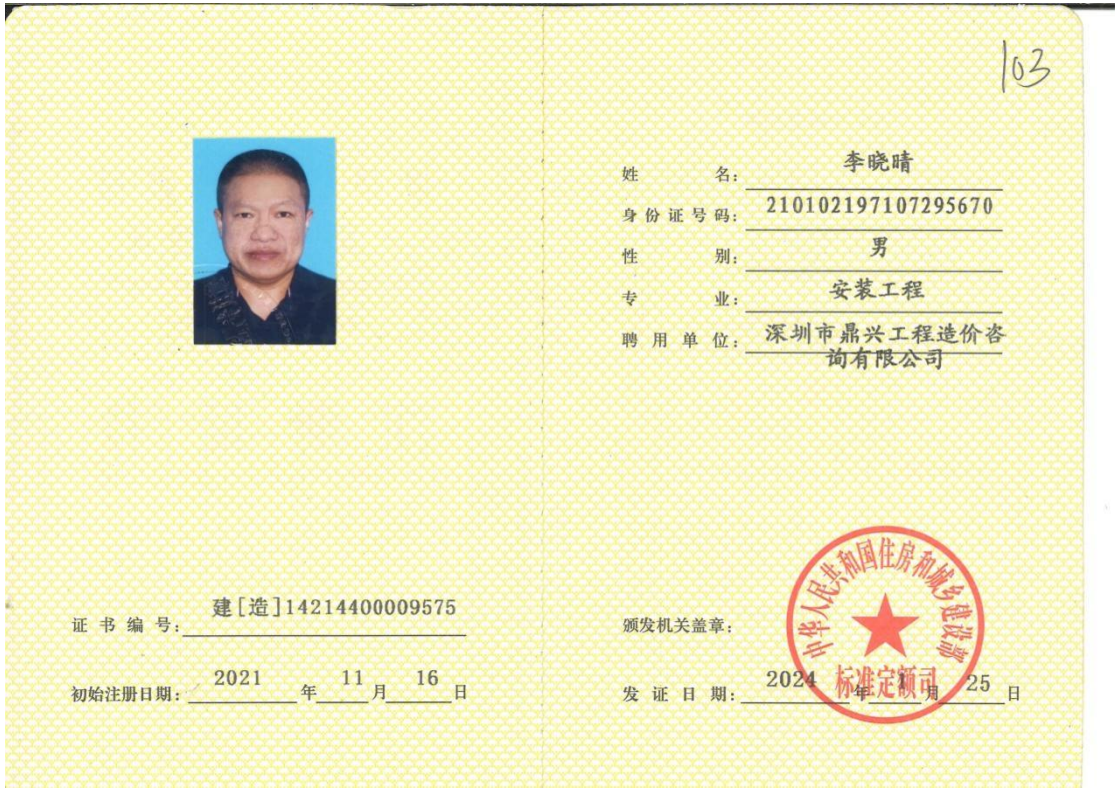 103
姓 名: 李晓晴
身份证号码: 210102197107295670
性 别: 男
专 业: 安装工程
聘用单位: 深圳市鼎兴工程造价咨
询有限公司
证书编号: 建[造]14214400009575
初始注册日期: 2021 年 11 月 16 日
颁发机关盖章:
中华人民共和国住房和城乡建设部
标准定额司
发证日期: 2024 年 1 月 25 日